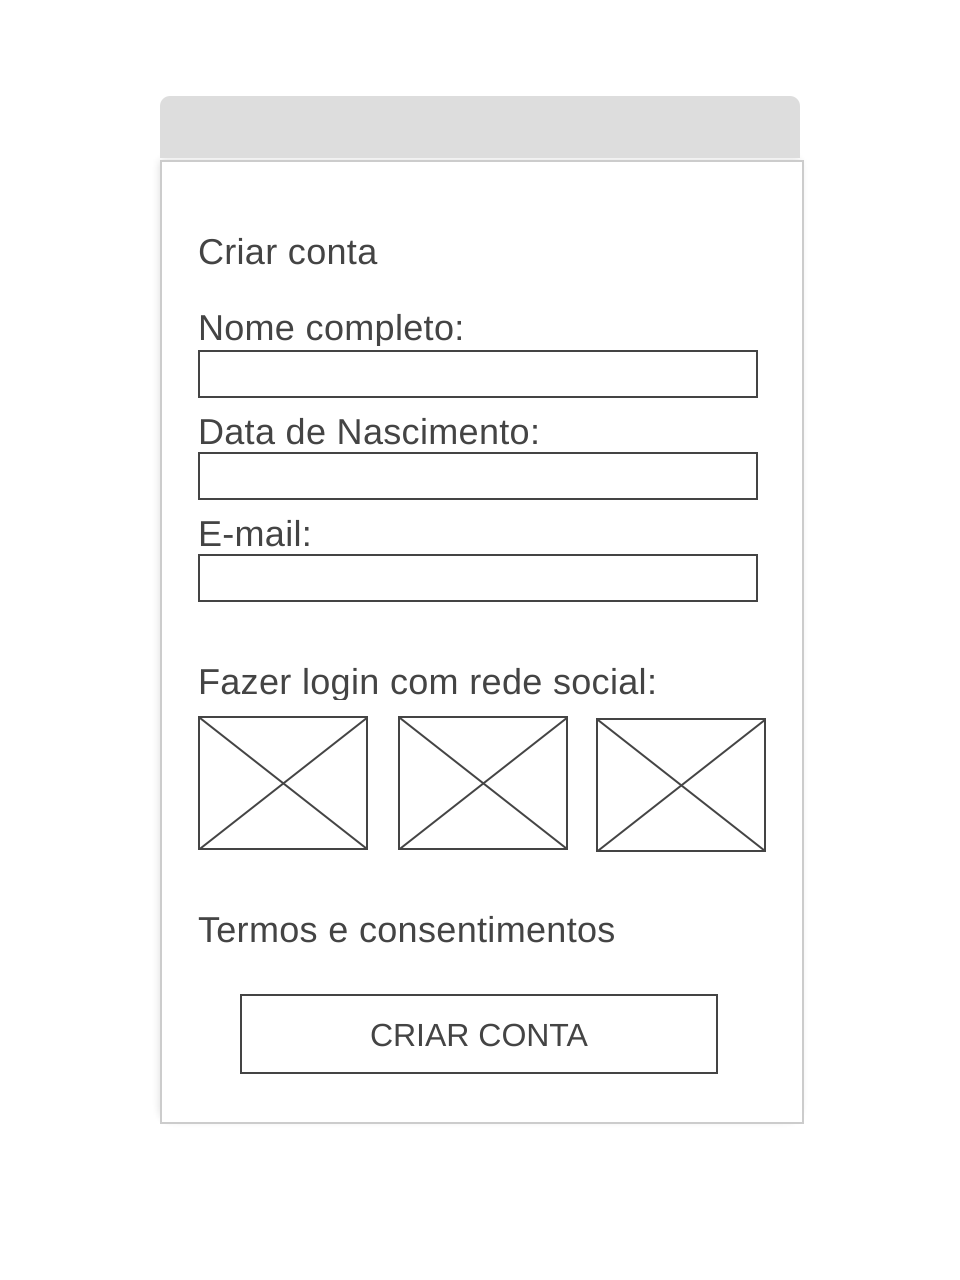 Criar conta
Nome completo:
Data de Nascimento:
E-mail:
Fazer login com rede social:
Termos e consentimentos
CRIAR CONTA